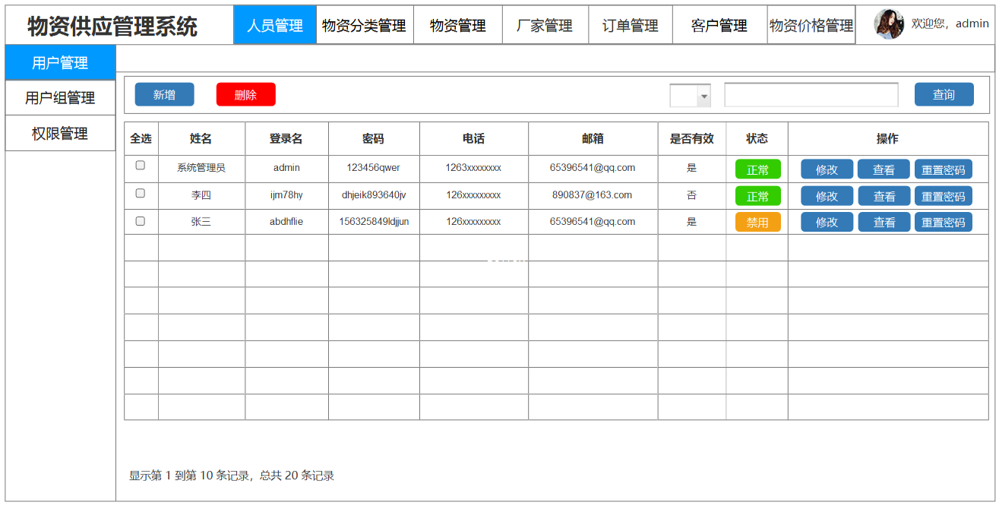 物资供应管理系统 人员管理 物资分类管理 物资管理 厂家管理 订单管理 客户管理 物资价格管理 欢迎您，admin
用户管理
用户组管理
权限管理
新增 删除 查询
全选 姓名 登录名 密码 电话 邮箱 是否有效 状态 操作
系统管理员 admin 123456qwer 1263xxxxxxxx 65396541@qq.com 是 正常 修改 查看 重置密码
李四 ijm78hy dhjeik893640jv 126xxxxxxxxx 890837@163.com 否 正常 修改 查看 重置密码
张三 abdhflie 156325849ldjjun 126xxxxxxxxx 65396541@qq.com 是 禁用 修改 查看 重置密码
显示第 1 到第 10 条记录，总共 20 条记录